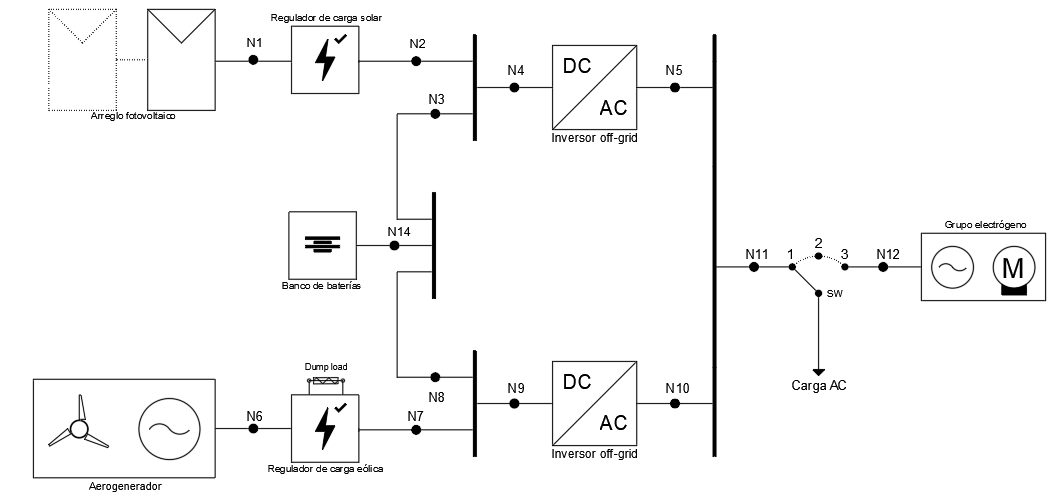 Regulador de carga solar
N1
N2
Arreglo fotovoltaico
N3
N4
DC
AC
N5
Inversor off-grid
N14
Banco de baterías
N11
1
2
3
SW
N12
Grupo electrógeno
M
Carga AC
Dump load
N6
N7
Regulador de carga eólica
Aerogenerador
N8
N9
DC
AC
N10
Inversor off-grid